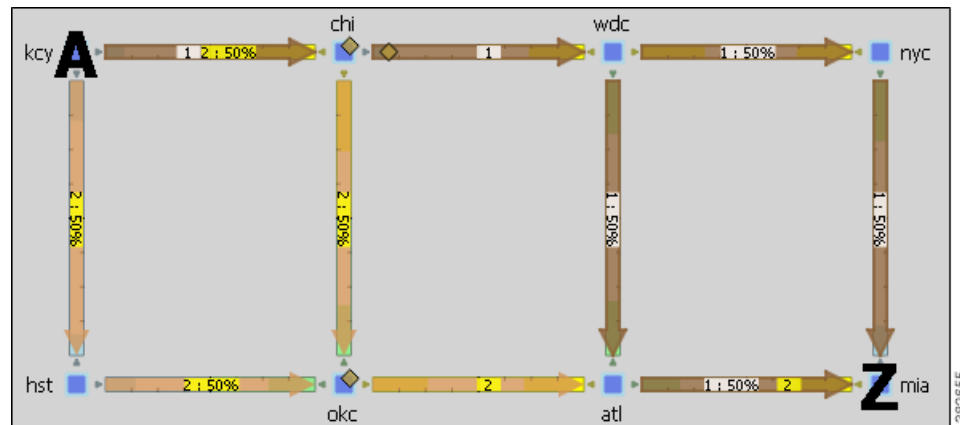 chi
wdc
kcy
A
1 2 : 50%
1
1 : 50%
nyc
2 : 50%
2 : 50%
1 : 50%
1 : 50%
hst
2 : 50%
2
1 : 50% 2
Z
mia
okc
atl